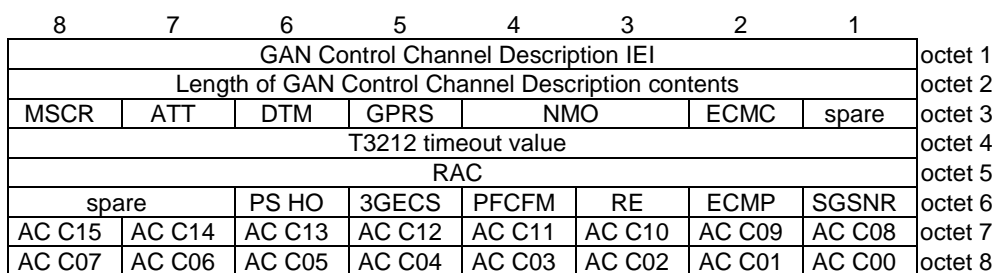 8 7 6 5 4 3 2 1
GAN Control Channel Description IEI octet 1
Length of GAN Control Channel Description contents octet 2
MSCR ATT DTM GPRS NMO ECMC spare octet 3
T3212 timeout value octet 4
RAC octet 5
spare PS HO 3GECS PFCFM RE ECMP SGSNR octet 6
AC C15 AC C14 AC C13 AC C12 AC C11 AC C10 AC C09 AC C08 octet 7
AC C07 AC C06 AC C05 AC C04 AC C03 AC C02 AC C01 AC C00 octet 8